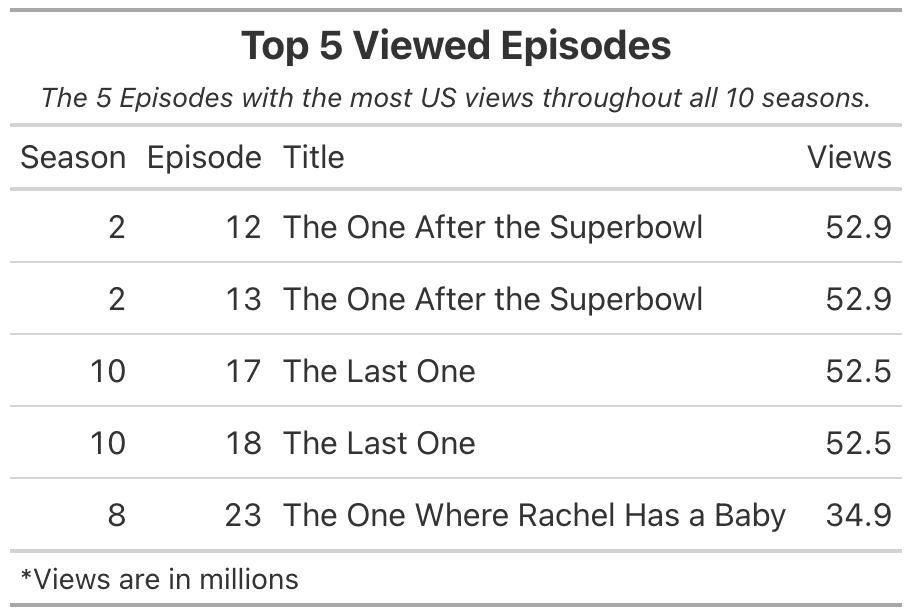 Top 5 Viewed Episodes
The 5 Episodes with the most US views throughout all 10 seasons.
Season Episode Title Views
2 12 The One After the Superbowl 52.9
2 13 The One After the Superbowl 52.9
10 17 The Last One 52.5
10 18 The Last One 52.5
8 23 The One Where Rachel Has a Baby 34.9
*Views are in millions